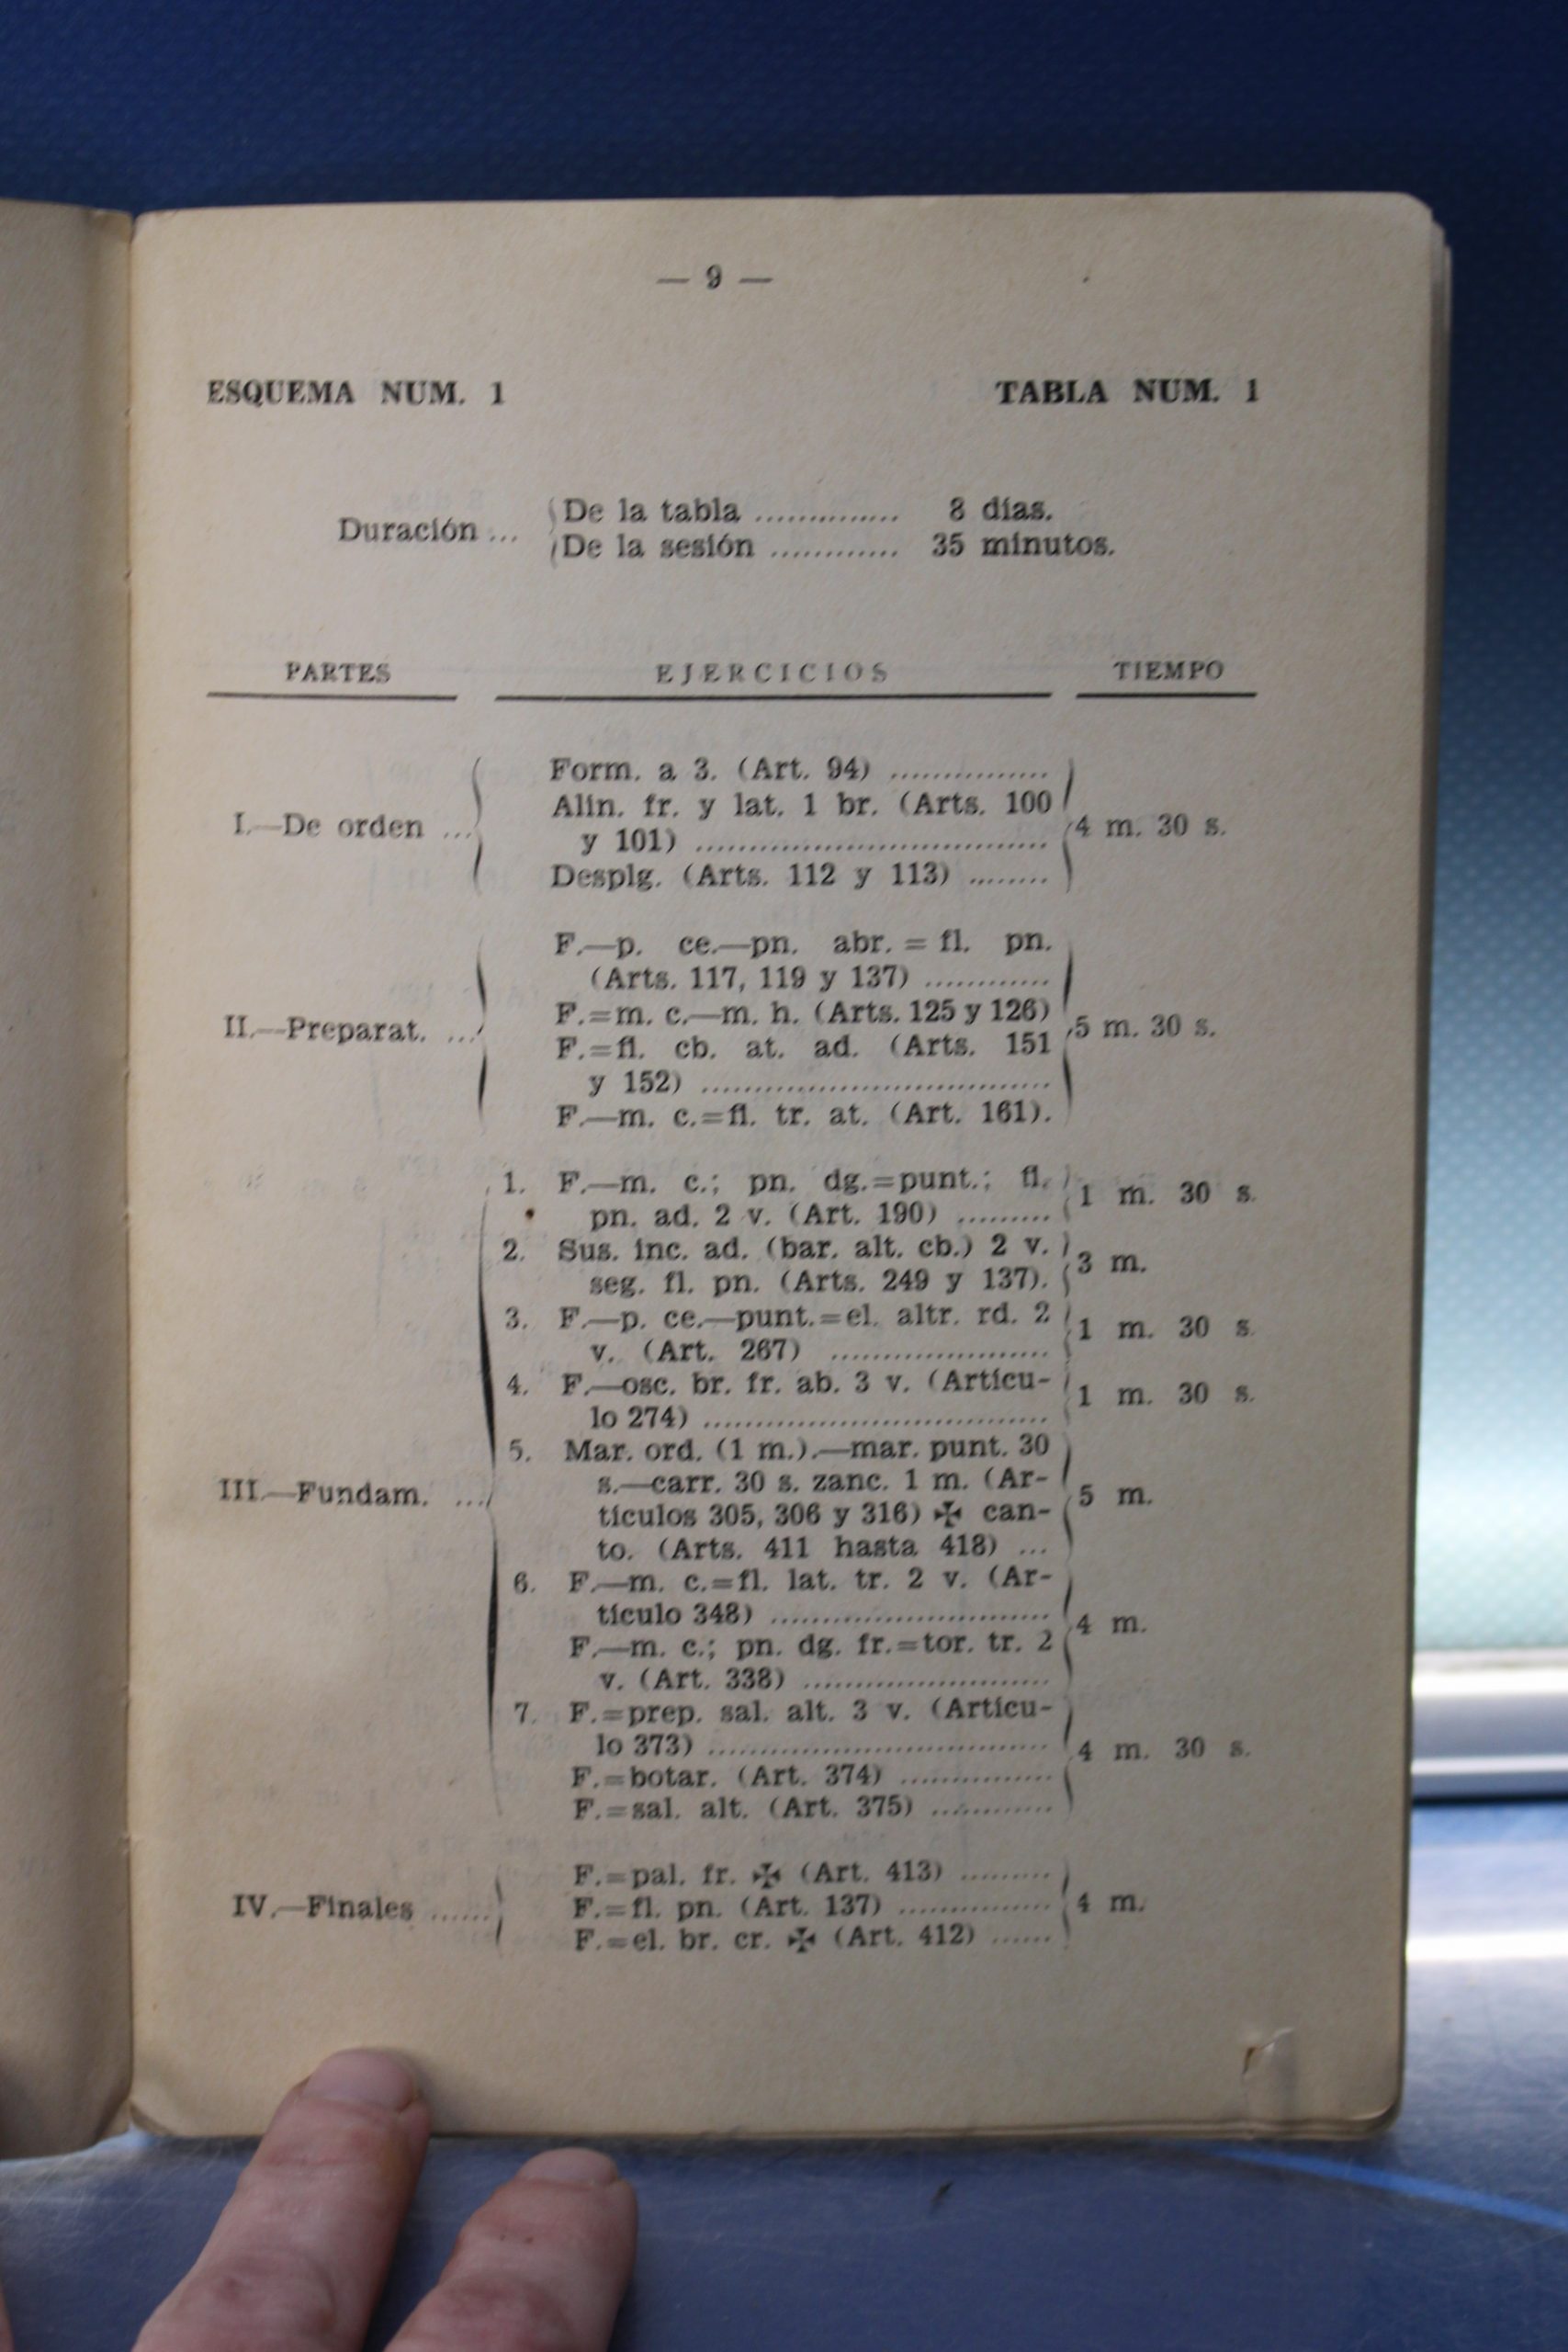 — 9 —
ESQUEMA NUM. 1 TABLA NUM. 1
Duración ...
De la tabla .............. 8 días.
De la sesión ............ 35 minutos.
PARTES EJERCICIOS TIEMPO
Form. a 3. (Art. 94) ...............
Alin. fr. y lat. 1 br. (Arts. 100
I.—De orden ... 4 m. 30 s.
y 101) .................................
Desplg. (Arts. 112 y 113) ........
F.—p. ce.—pn. abr. = fl. pn.
(Arts. 117, 119 y 137) ............
F.=m. c.—m. h. (Arts. 125 y 126)
II.—Preparat. ... 5 m. 30 s.
F.=fl. cb. at. ad. (Arts. 151
y 152) .................................
F.—m. c.=fl. tr. at. (Art. 161).
1. F.—m. c.; pn. dg.=punt.; fl. 1 m. 30 s.
pn. ad. 2 v. (Art. 190) .........
2. Sus. inc. ad. (bar. alt. cb.) 2 v. 3 m.
seg. fl. pn. (Arts. 249 y 137).
3. F.—p. ce.—punt.=el. altr. rd. 2 1 m. 30 s.
v. (Art. 267) .....................
4. F.—osc. br. fr. ab. 3 v. (Artícu- 1 m. 30 s.
lo 274) .................................
5. Mar. ord. (1 m.).—mar. punt. 30
s.—carr. 30 s. zanc. 1 m. (Ar-
III.—Fundam. ... 5 m.
tículos 305, 306 y 316) ✠ can-
to. (Arts. 411 hasta 418) ...
6. F.—m. c.=fl. lat. tr. 2 v. (Ar-
tículo 348) ........................... 4 m.
F.—m. c.; pn. dg. fr.=tor. tr. 2
v. (Art. 338) ........................
7. F.=prep. sal. alt. 3 v. (Artícu-
lo 373) ................................. 4 m. 30 s.
F.=botar. (Art. 374) ...............
F.=sal. alt. (Art. 375) ............
F.=pal. fr. ✠ (Art. 413) .........
IV.—Finales ...... F.=fl. pn. (Art. 137) ............... 4 m.
F.=el. br. cr. ✠ (Art. 412) ......